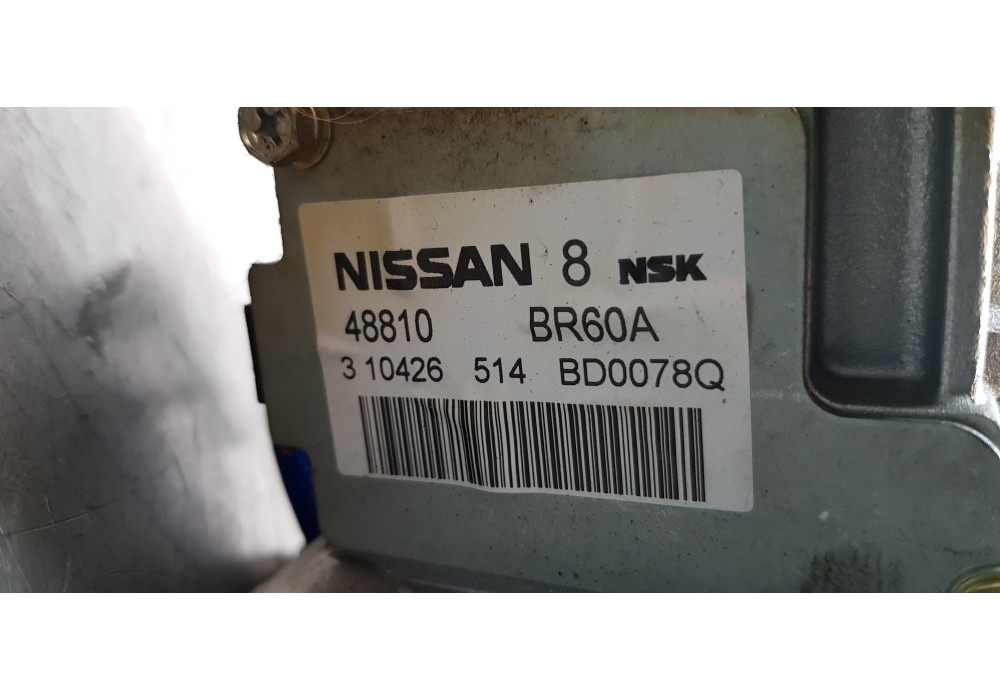 NISSAN 8 NSK
48810 BR60A
3 10426 514 BD0078Q